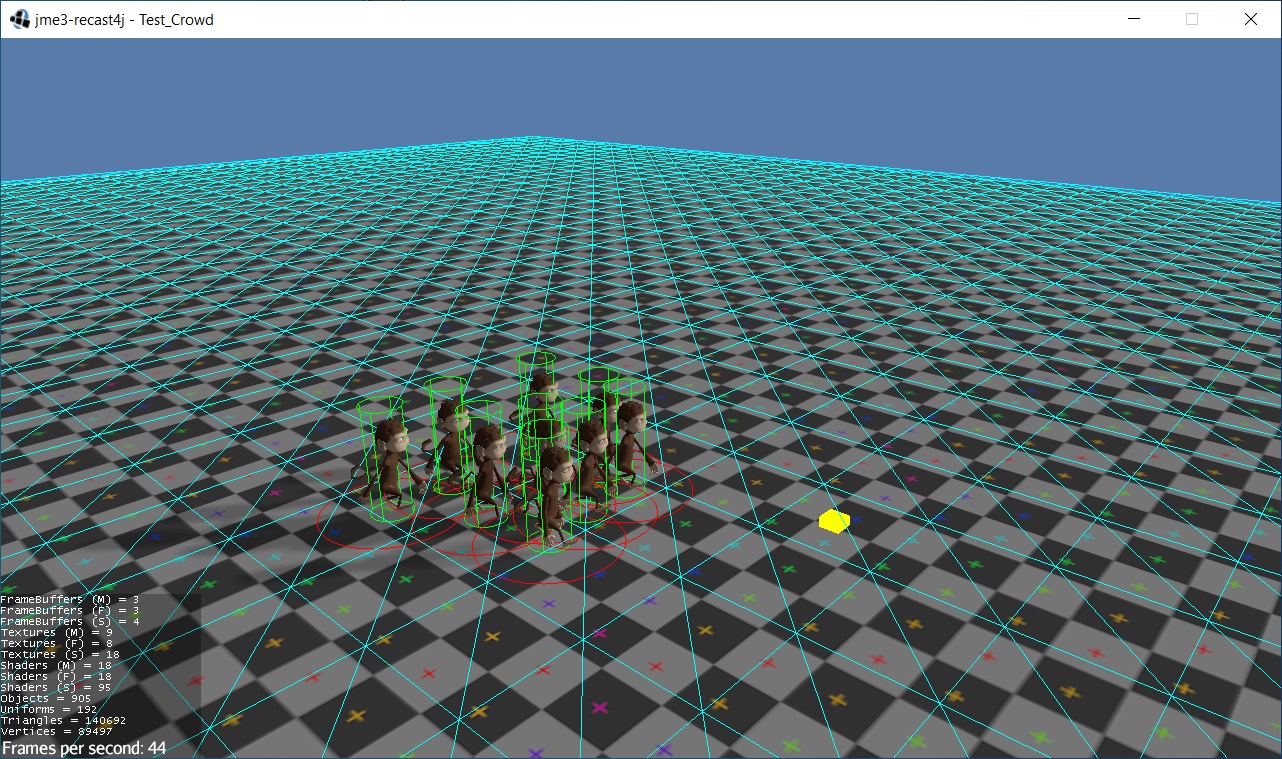 jme3-recast4j - Test_Crowd
FrameBuffers (M) = 3
FrameBuffers (F) = 3
FrameBuffers (S) = 4
Textures (M) = 9
Textures (F) = 8
Textures (S) = 18
Shaders (M) = 18
Shaders (F) = 18
Shaders (S) = 95
Objects = 905
Uniforms = 192
Triangles = 140692
Vertices = 89497
Frames per second: 44